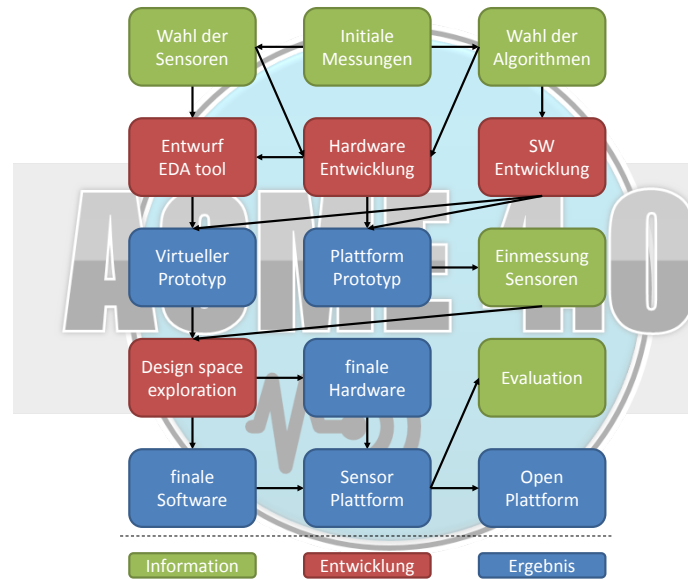 Wahl der
Sensoren
Initiale
Messungen
Wahl der
Algorithmen
Entwurf
EDA tool
Hardware
Entwicklung
SW
Entwicklung
Virtueller
Prototyp
Plattform
Prototyp
Einmessung
Sensoren
Design space
exploration
finale
Hardware
Evaluation
finale
Software
Sensor
Plattform
Open
Plattform
Information
Entwicklung
Ergebnis